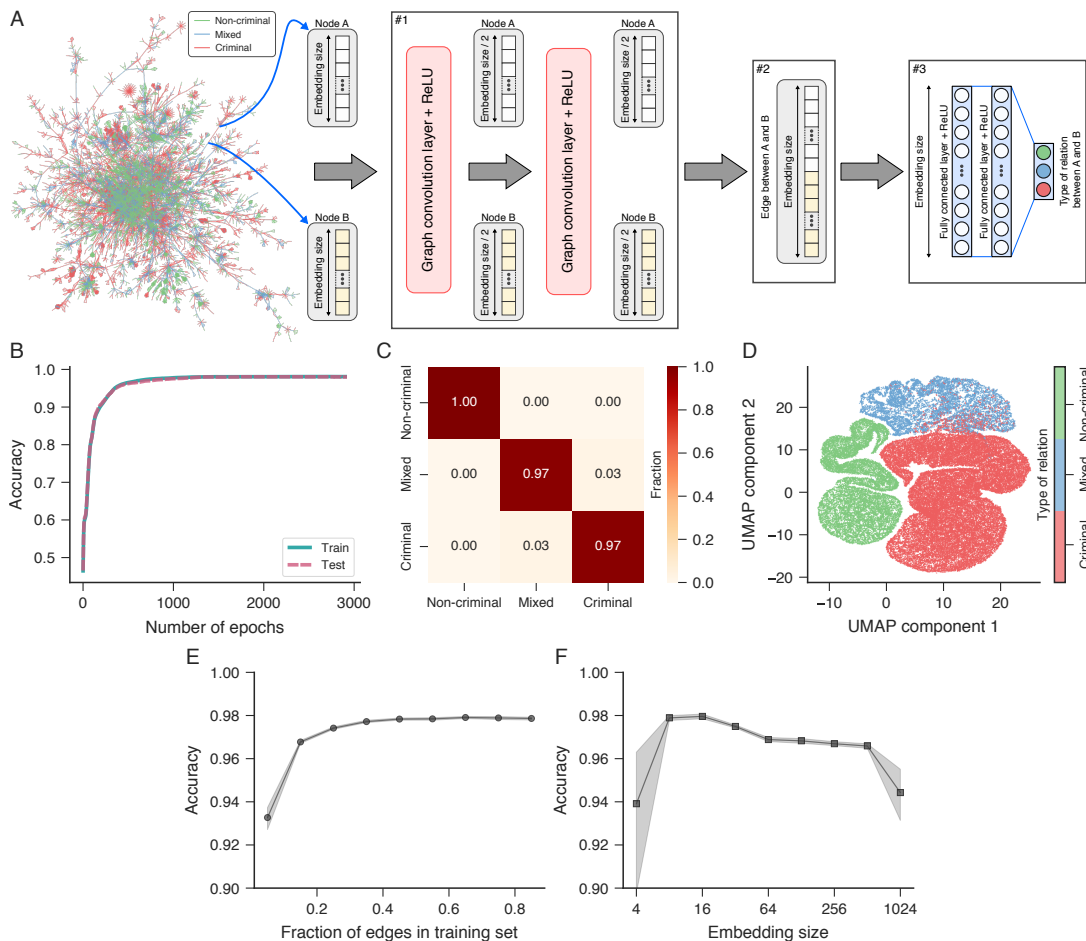 A
Non-criminal
Mixed
Criminal
Node A
Embedding size
Node B
Embedding size
#1
Graph convolution layer + ReLU
Node A
Embedding size / 2
Node B
Embedding size / 2
Graph convolution layer + ReLU
Node A
Embedding size / 2
Node B
Embedding size / 2
#2
Edge between A and B
Embedding size
#3
Embedding size
Fully connected layer + ReLU
Fully connected layer + ReLU
Type of relation
between A and B
B
Accuracy
1.0
0.9
0.8
0.7
0.6
0.5
Train
Test
0 1000 2000 3000
Number of epochs
C
Non-criminal
Mixed
Criminal
1.00 0.00 0.00
0.00 0.97 0.03
0.00 0.03 0.97
Non-criminal Mixed Criminal
Fraction
1.0
0.8
0.6
0.4
0.2
0.0
D
UMAP component 2
20
10
0
−10
−20
−10 0 10 20
UMAP component 1
Type of relation
Non-criminal
Mixed
Criminal
E
Accuracy
1.00
0.98
0.96
0.94
0.92
0.90
0.2 0.4 0.6 0.8
Fraction of edges in training set
F
Accuracy
1.00
0.98
0.96
0.94
0.92
0.90
4 16 64 256 1024
Embedding size